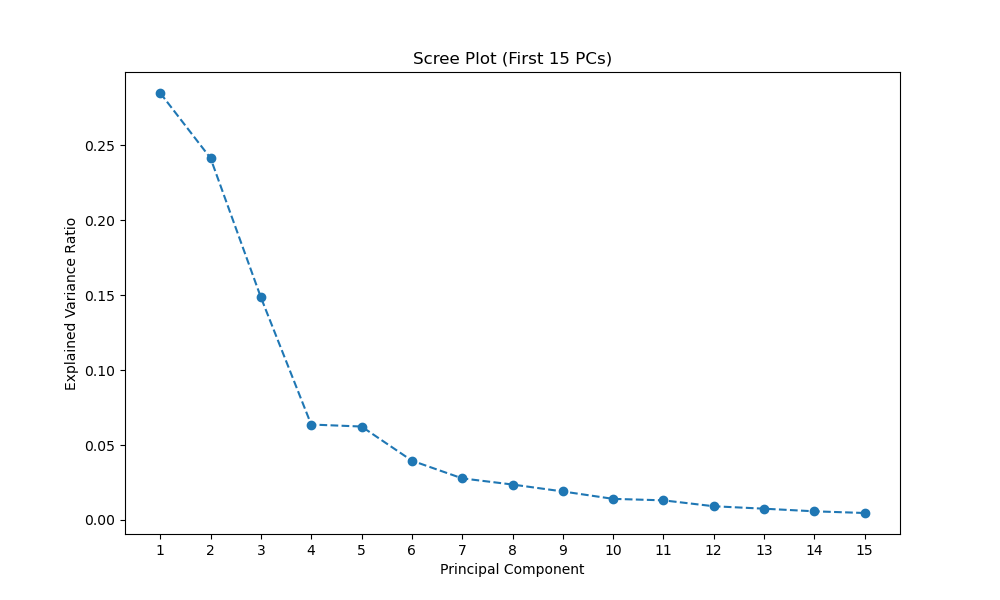 Scree Plot (First 15 PCs)
Explained Variance Ratio
0.25
0.20
0.15
0.10
0.05
0.00
1 2 3 4 5 6 7 8 9 10 11 12 13 14 15
Principal Component